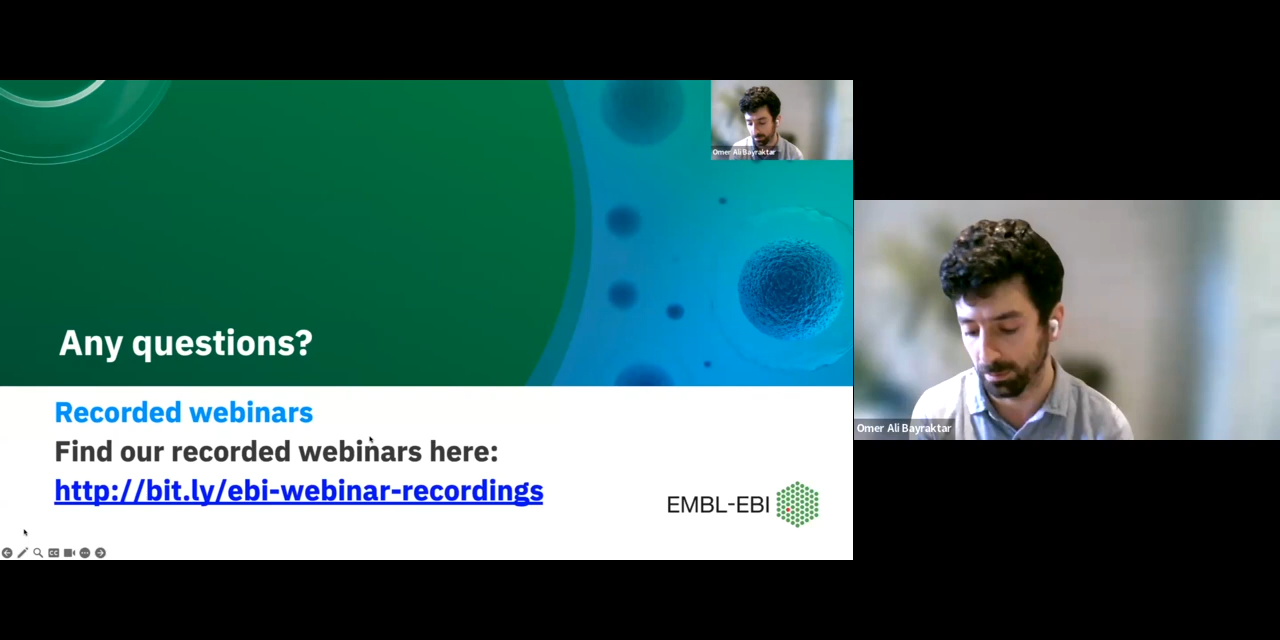 Omer Ali Bayraktar
Any questions?
Recorded webinars
Find our recorded webinars here:
http://bit.ly/ebi-webinar-recordings
EMBL-EBI
CC
Omer Ali Bayraktar